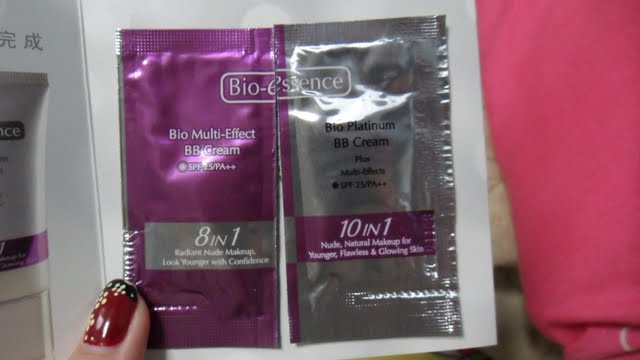 完成
essence
Bio-essence
Bio Multi-Effect
BB Cream
SPF 25/PA++
8 IN 1
Radiant Nude Makeup,
Look Younger with Confidence
Bio Platinum
BB Cream
Plus
Multi-Effects
SPF 25/PA++
10 IN 1
Nude, Natural Makeup for
Younger, Flawless & Glowing Skin